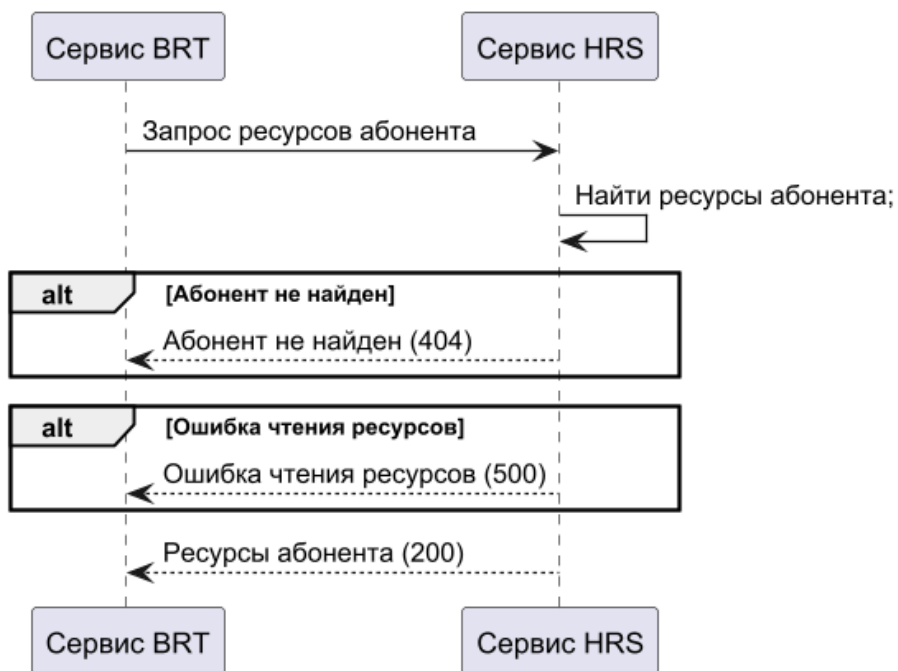 Сервис BRT
Сервис HRS
Запрос ресурсов абонента
Найти ресурсы абонента;
alt
[Абонент не найден]
Абонент не найден (404)
alt
[Ошибка чтения ресурсов]
Ошибка чтения ресурсов (500)
Ресурсы абонента (200)
Сервис BRT
Сервис HRS